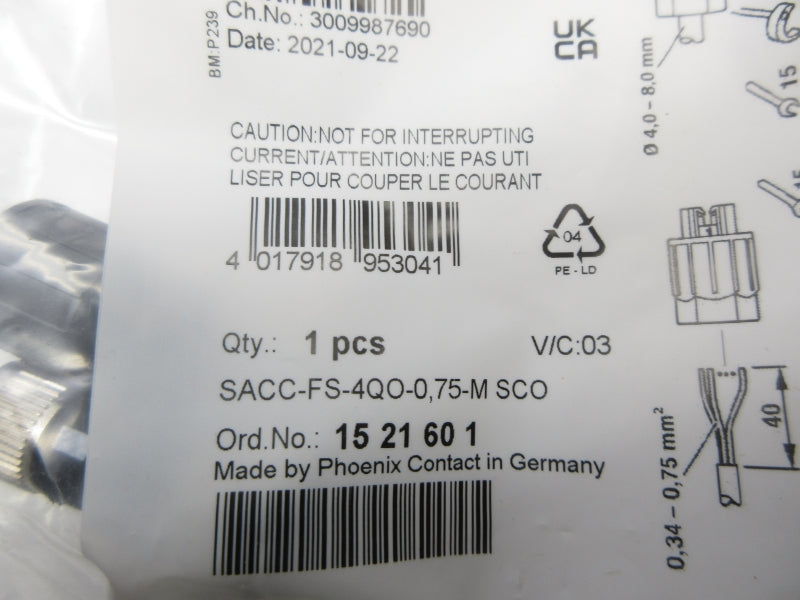 Ch.No.: 3009987690
Date: 2021-09-22
BM:P239
UK
CA
Ø 4,0 – 8,0 mm
15
CAUTION:NOT FOR INTERRUPTING
CURRENT/ATTENTION:NE PAS UTI
LISER POUR COUPER LE COURANT
4 017918 953041
04
PE - LD
15
Qty.: 1 pcs
V/C:03
SACC-FS-4QO-0,75-M SCO
Ord.No.: 15 21 60 1
Made by Phoenix Contact in Germany
0,34 – 0,75 mm²
40